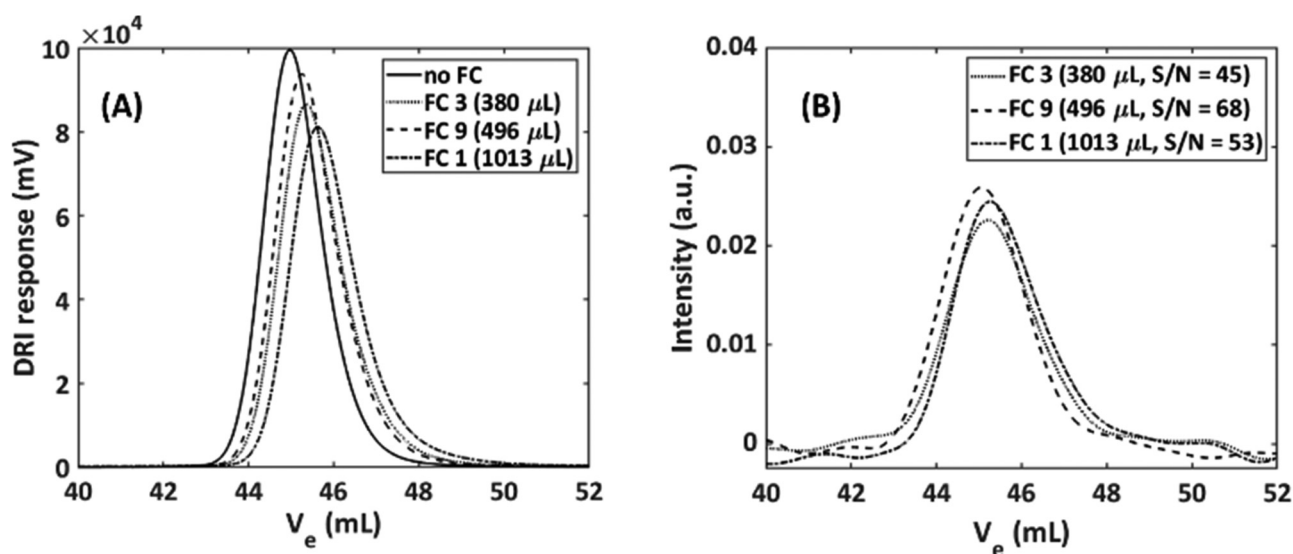 ×10⁴
10
8
6
4
2
0
DRI response (mV)
(A)
no FC
FC 3 (380 μL)
FC 9 (496 μL)
FC 1 (1013 μL)
40 42 44 46 48 50 52
Vₑ (mL)
0.04
0.03
0.02
0.01
0
Intensity (a.u.)
(B)
FC 3 (380 μL, S/N = 45)
FC 9 (496 μL, S/N = 68)
FC 1 (1013 μL, S/N = 53)
40 42 44 46 48 50 52
Vₑ (mL)